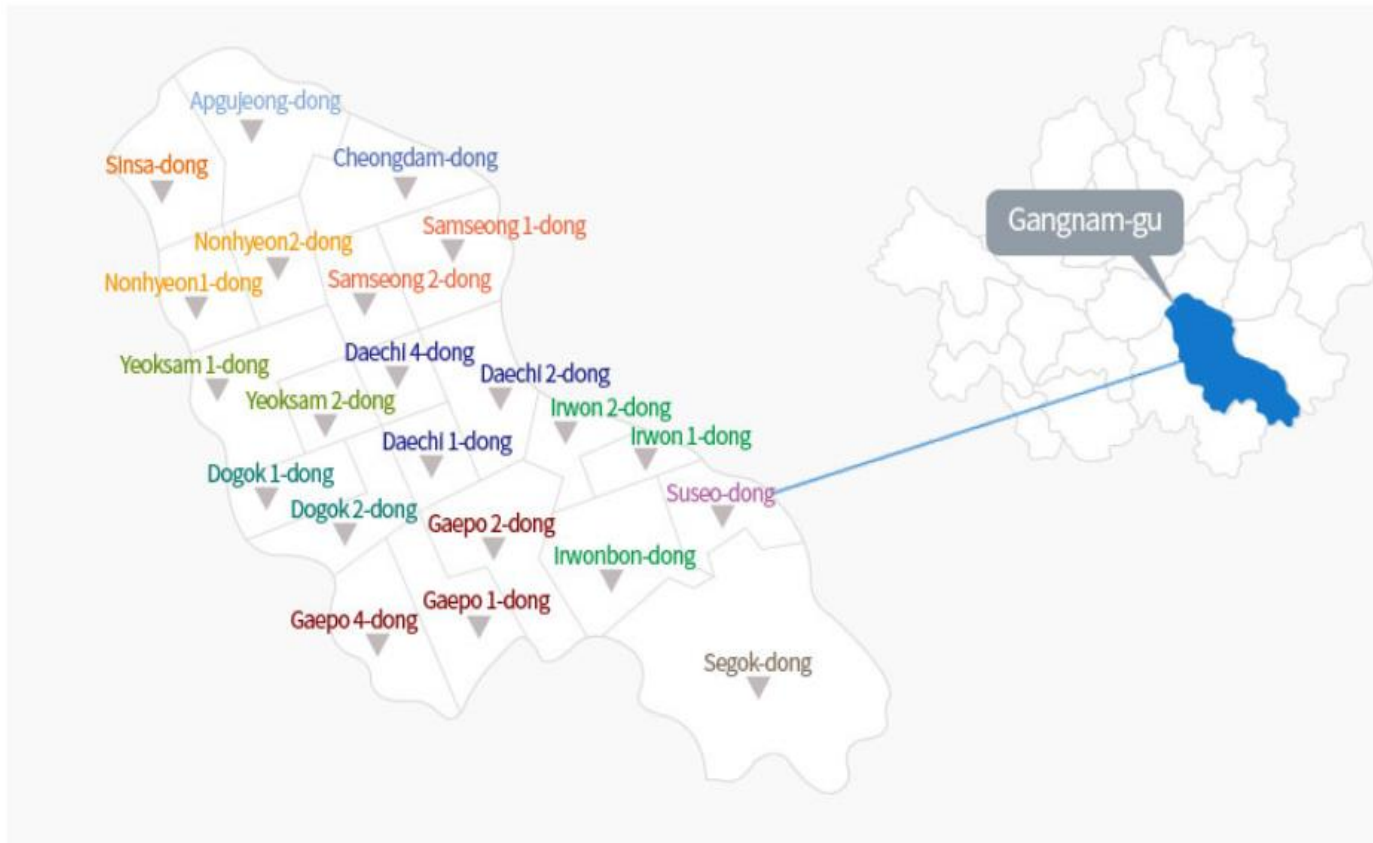 Apgujeong-dong
Sinsa-dong
Cheongdam-dong
Gangnam-gu
Samseong 1-dong
Nonhyeon2-dong
Nonhyeon1-dong
Samseong 2-dong
Daechi 4-dong
Yeoksam 1-dong
Daechi 2-dong
Yeoksam 2-dong
Irwon 2-dong
Irwon 1-dong
Daechi 1-dong
Dogok 1-dong
Suseo-dong
Dogok 2-dong
Gaepo 2-dong
Irwonbon-dong
Gaepo 1-dong
Gaepo 4-dong
Segok-dong